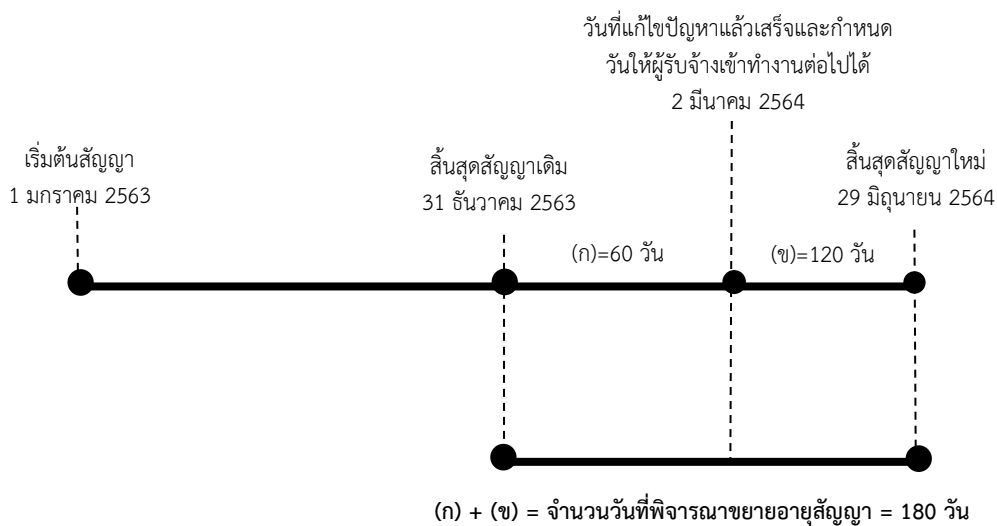 วันที่แก้ไขปัญหาแล้วเสร็จและกำหนด
วันให้ผู้รับจ้างเข้าทำงานต่อไปได้
2 มีนาคม 2564
เริ่มต้นสัญญา
1 มกราคม 2563
สิ้นสุดสัญญาเดิม
31 ธันวาคม 2563
สิ้นสุดสัญญาใหม่
29 มิถุนายน 2564
(ก)=60 วัน
(ข)=120 วัน
(ก) + (ข) = จำนวนวันที่พิจารณาขยายอายุสัญญา = 180 วัน